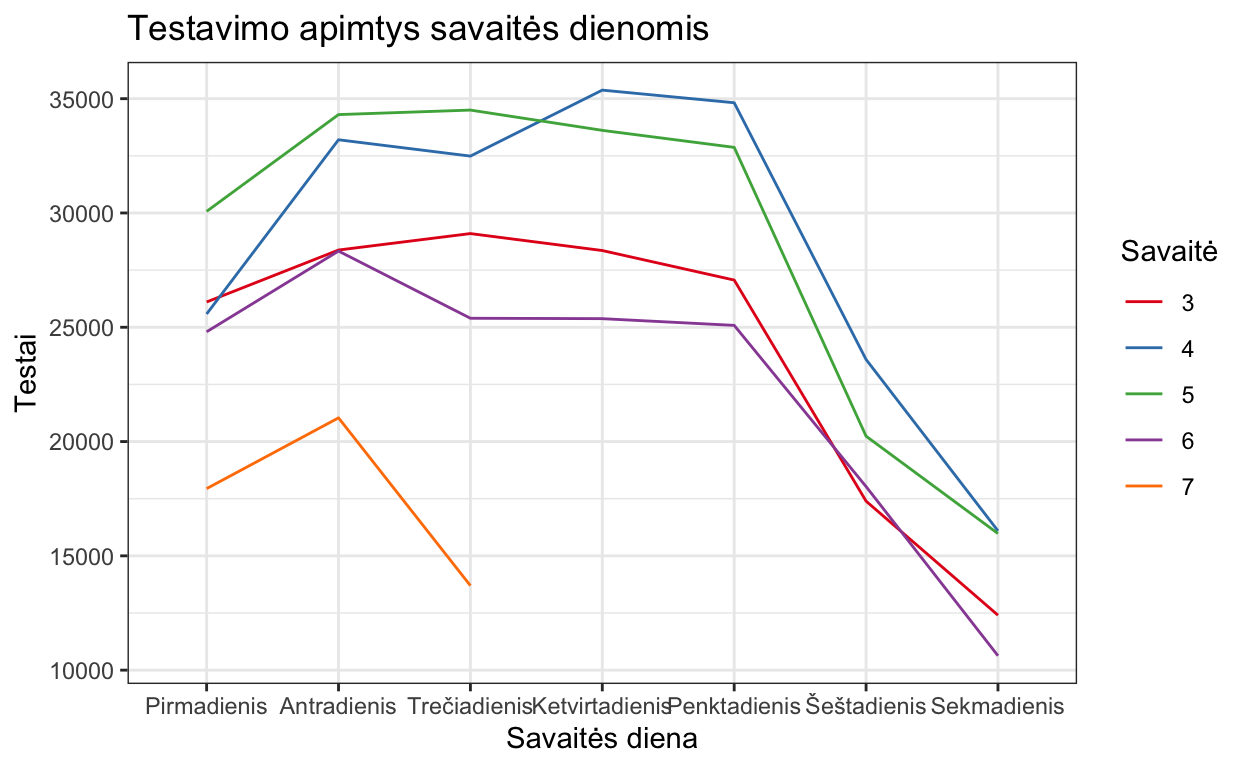 Testavimo apimtys savaitės dienomis
35000
30000
25000
20000
15000
10000
Testai
Pirmadienis Antradienis Trečiadienis Ketvirtadienis Penktadienis Šeštadienis Sekmadienis
Savaitės diena
Savaitė
3
4
5
6
7